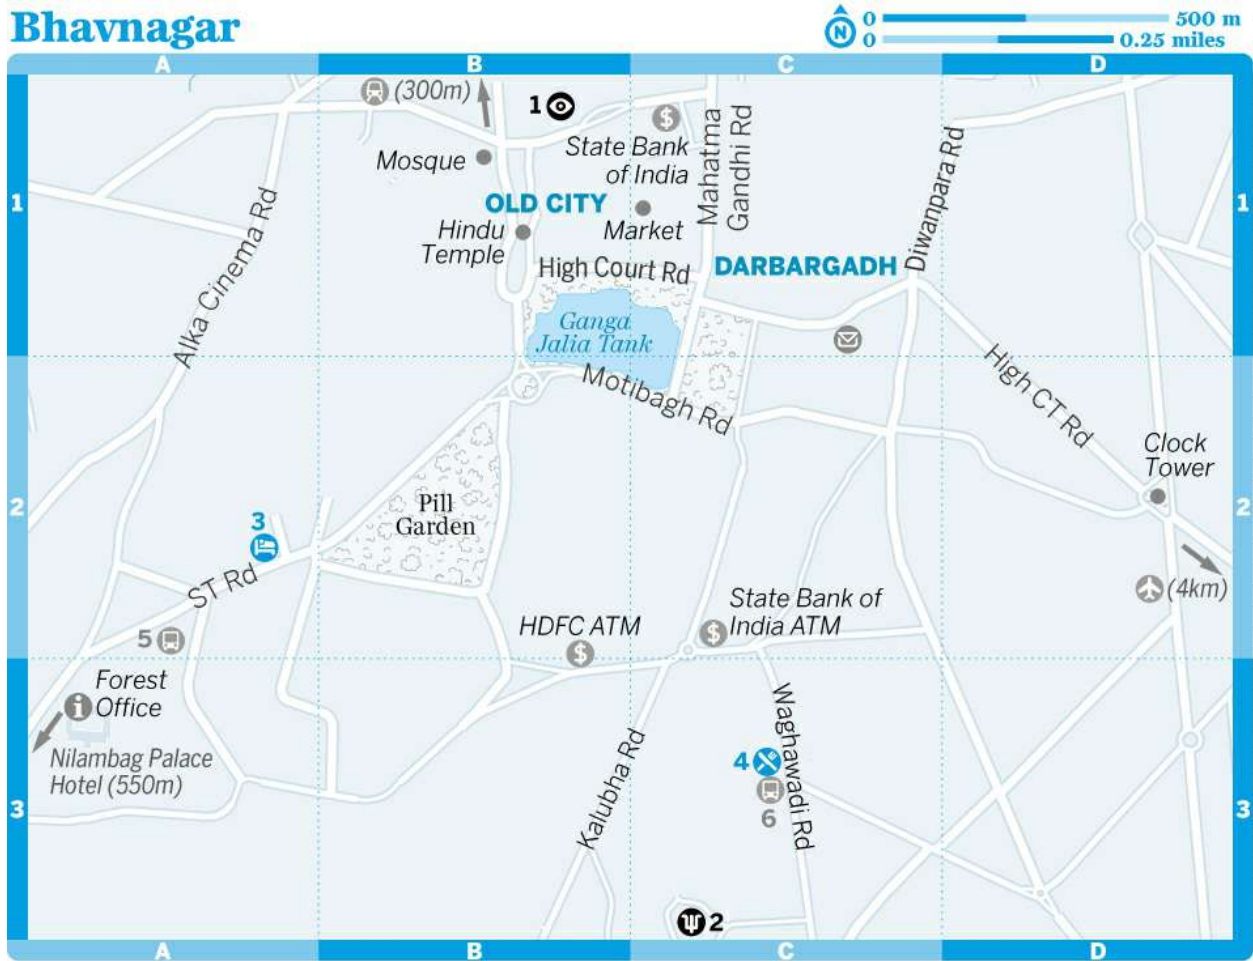 Bhavnagar
N
0 500 m
0 0.25 miles
A B C D
(300m)
1
$
Mosque
State Bank
of India
Mahatma
Gandhi Rd
Diwanpara Rd
1 1
OLD CITY
Alka Cinema Rd
Hindu
Temple
Market
High Court Rd
DARBARGADH
Ganga
Jalia Tank
Motibagh Rd
High CT Rd
Clock
Tower
Pill
Garden
2 2
3
ST Rd
(4km)
5
HDFC ATM
$
State Bank of
India ATM
$
i
Forest
Office
Nilambag Palace
Hotel (550m)
Kalubha Rd
Waghawadi Rd
4
6
3 3
2
A B C D